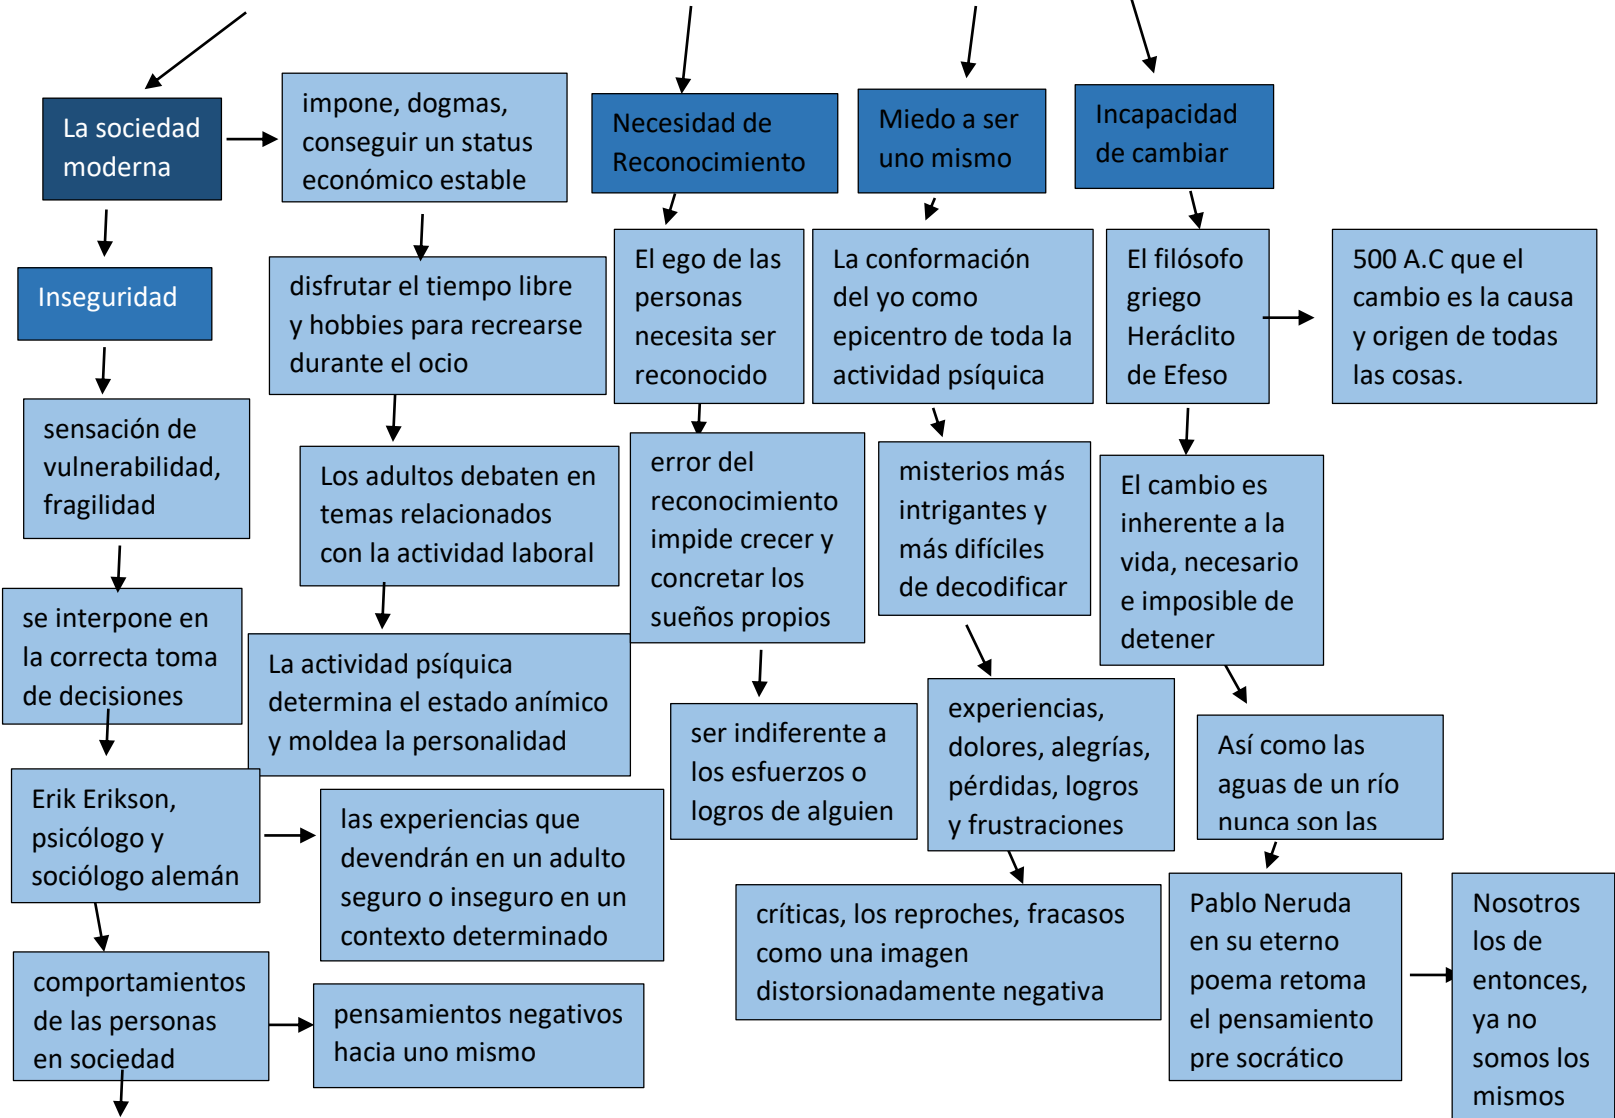 La sociedad
moderna
impone, dogmas,
conseguir un status
económico estable
Necesidad de
Reconocimiento
Miedo a ser
uno mismo
Incapacidad
de cambiar
Inseguridad
disfrutar el tiempo libre
y hobbies para recrearse
durante el ocio
El ego de las
personas
necesita ser
reconocido
La conformación
del yo como
epicentro de toda la
actividad psíquica
El filósofo
griego
Heráclito
de Efeso
500 A.C que el
cambio es la causa
y origen de todas
las cosas.
sensación de
vulnerabilidad,
fragilidad
Los adultos debaten en
temas relacionados
con la actividad laboral
error del
reconocimiento
impide crecer y
concretar los
sueños propios
misterios más
intrigantes y
más difíciles
de decodificar
El cambio es
inherente a la
vida, necesario
e imposible de
detener
se interpone en
la correcta toma
de decisiones
La actividad psíquica
determina el estado anímico
y moldea la personalidad
ser indiferente a
los esfuerzos o
logros de alguien
experiencias,
dolores, alegrías,
pérdidas, logros
y frustraciones
Así como las
aguas de un río
nunca son las
Erik Erikson,
psicólogo y
sociólogo alemán
las experiencias que
devendrán en un adulto
seguro o inseguro en un
contexto determinado
críticas, los reproches, fracasos
como una imagen
distorsionadamente negativa
Pablo Neruda
en su eterno
poema retoma
el pensamiento
pre socrático
Nosotros
los de
entonces,
ya no
somos los
mismos
comportamientos
de las personas
en sociedad
pensamientos negativos
hacia uno mismo